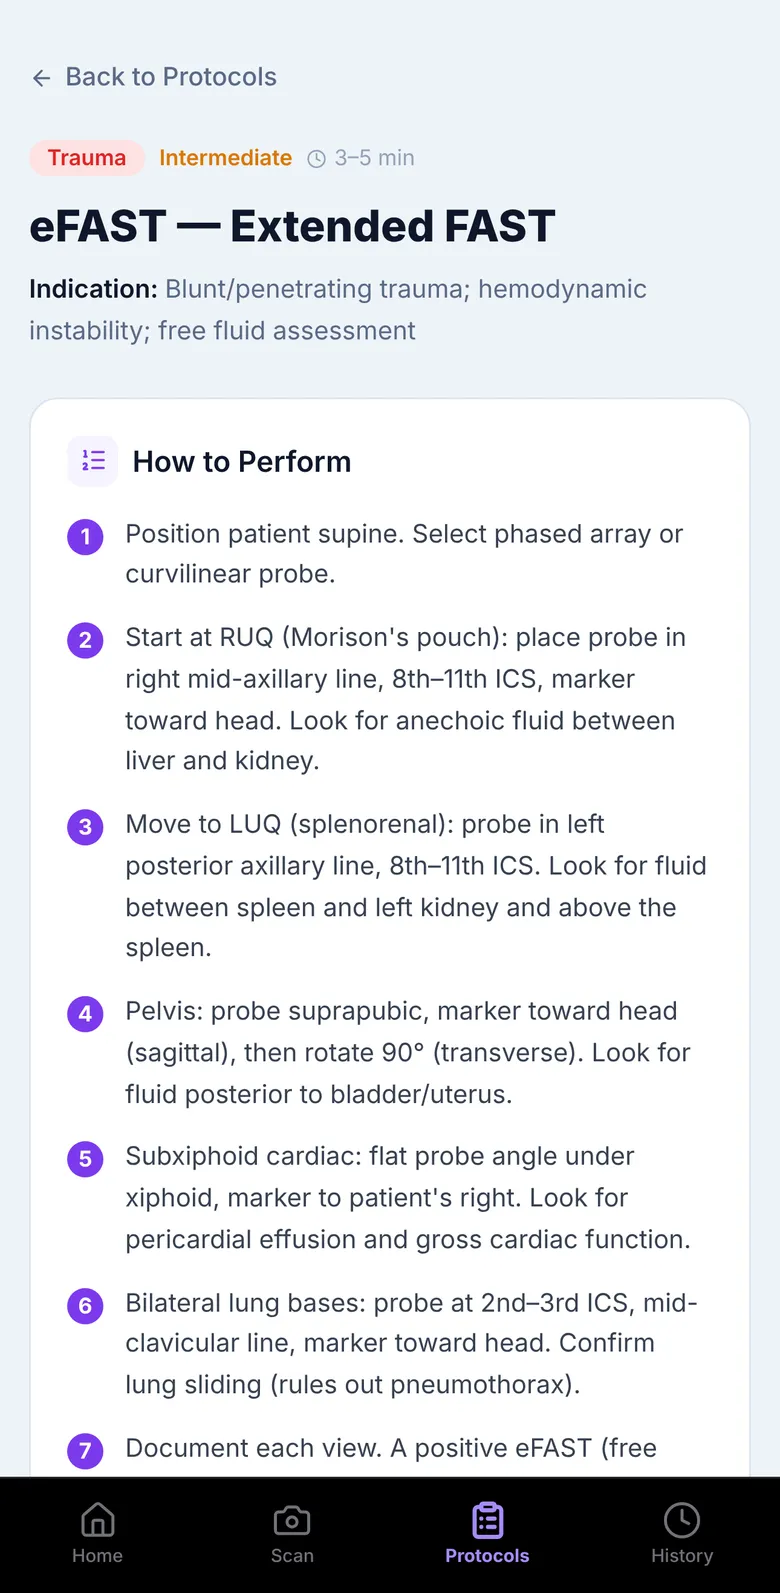 ← Back to Protocols
Trauma Intermediate 3–5 min
eFAST — Extended FAST
Indication: Blunt/penetrating trauma; hemodynamic
instability; free fluid assessment
How to Perform
1 Position patient supine. Select phased array or
curvilinear probe.
2 Start at RUQ (Morison's pouch): place probe in
right mid-axillary line, 8th–11th ICS, marker
toward head. Look for anechoic fluid between
liver and kidney.
3 Move to LUQ (splenorenal): probe in left
posterior axillary line, 8th–11th ICS. Look for fluid
between spleen and left kidney and above the
spleen.
4 Pelvis: probe suprapubic, marker toward head
(sagittal), then rotate 90° (transverse). Look for
fluid posterior to bladder/uterus.
5 Subxiphoid cardiac: flat probe angle under
xiphoid, marker to patient's right. Look for
pericardial effusion and gross cardiac function.
6 Bilateral lung bases: probe at 2nd–3rd ICS, mid-
clavicular line, marker toward head. Confirm
lung sliding (rules out pneumothorax).
7 Document each view. A positive eFAST (free
Home Scan Protocols History